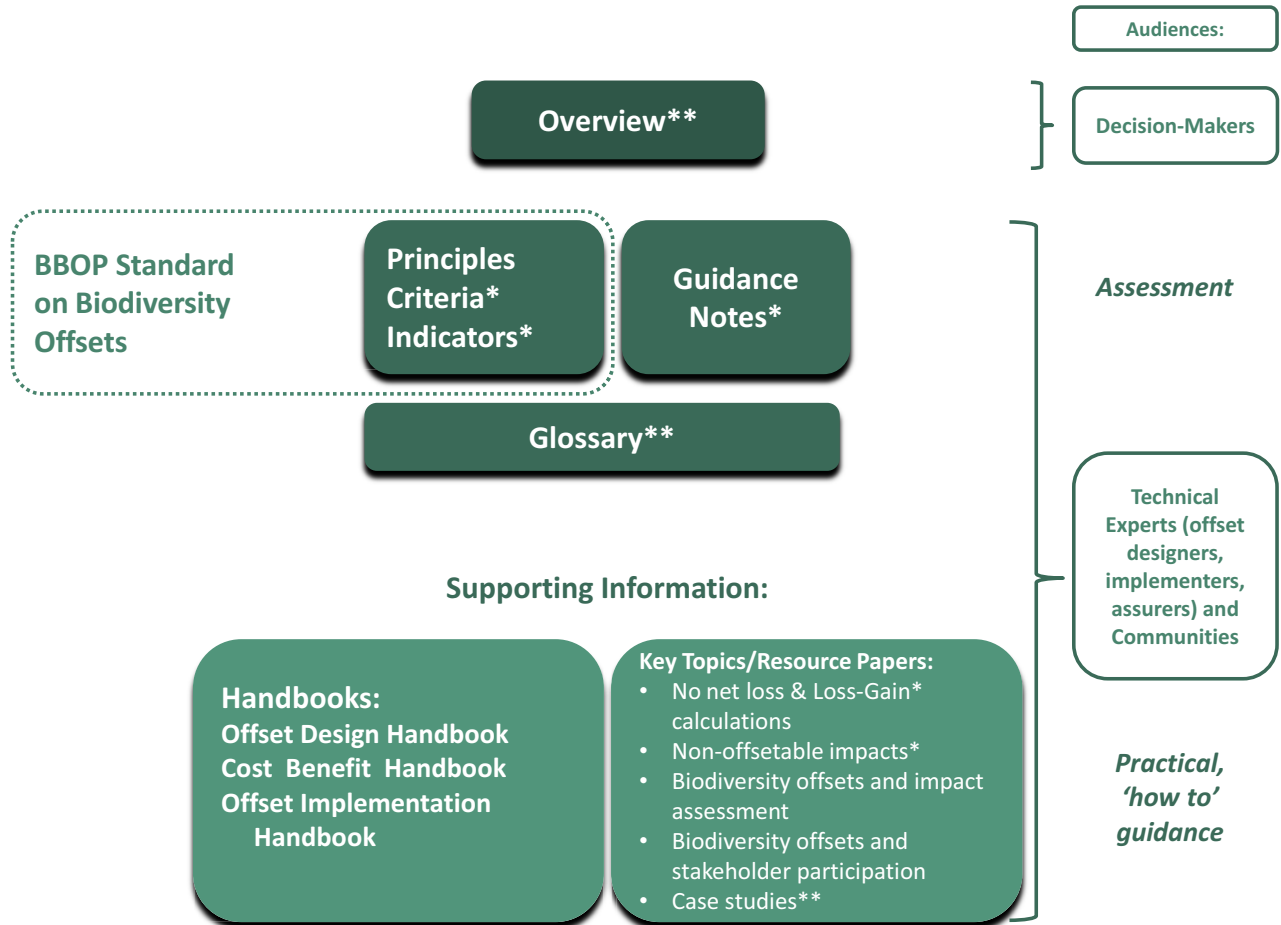 Audiences:
Overview**
Decision-Makers
BBOP Standard
on Biodiversity
Offsets
Principles
Criteria*
Indicators*
Guidance
Notes*
Assessment
Glossary**
Technical
Experts (offset
designers,
implementers,
assurers) and
Communities
Supporting Information:
Handbooks:
Offset Design Handbook
Cost Benefit Handbook
Offset Implementation
Handbook
Key Topics/Resource Papers:
• No net loss & Loss-Gain*
calculations
• Non-offsetable impacts*
• Biodiversity offsets and impact
assessment
• Biodiversity offsets and
stakeholder participation
• Case studies**
Practical,
‘how to’
guidance